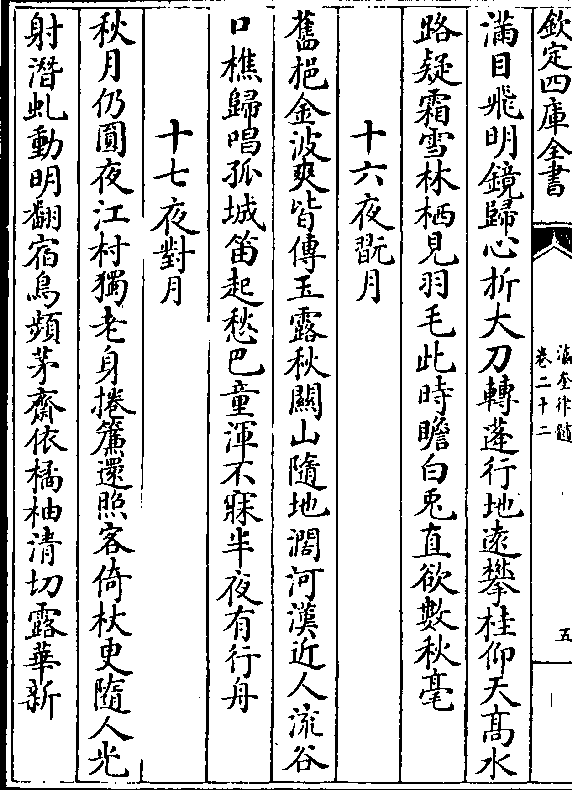 欽定四庫全書
瀛奎律髓
卷二十二
五
滿目飛明鏡歸心折大刀轉蓬行地逺攀桂仰天髙水
路疑霜雪林栖見羽毛此時瞻白兎直欲數秋毫
十六夜翫月
舊挹金波爽皆傳玉露秋闗山隨地濶河漢近人流谷
口樵歸唱孤城笛起愁巴童渾不寐半夜有行舟
十七夜對月
秋月仍圓夜江村獨老身捲簾還照客倚杖更隨人光
射潛虬動明翻宿鳥頻茅齋依橘柚清切露華新